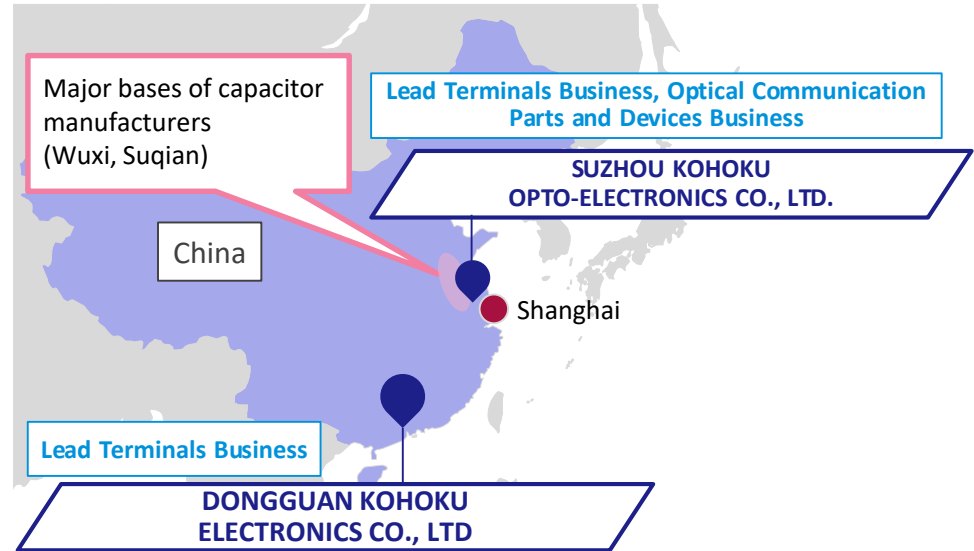 Major bases of capacitor
manufacturers
(Wuxi, Suqian)
Lead Terminals Business, Optical Communication
Parts and Devices Business
SUZHOU KOHOKU
OPTO-ELECTRONICS CO., LTD.
China
Shanghai
Lead Terminals Business
DONGGUAN KOHOKU
ELECTRONICS CO., LTD